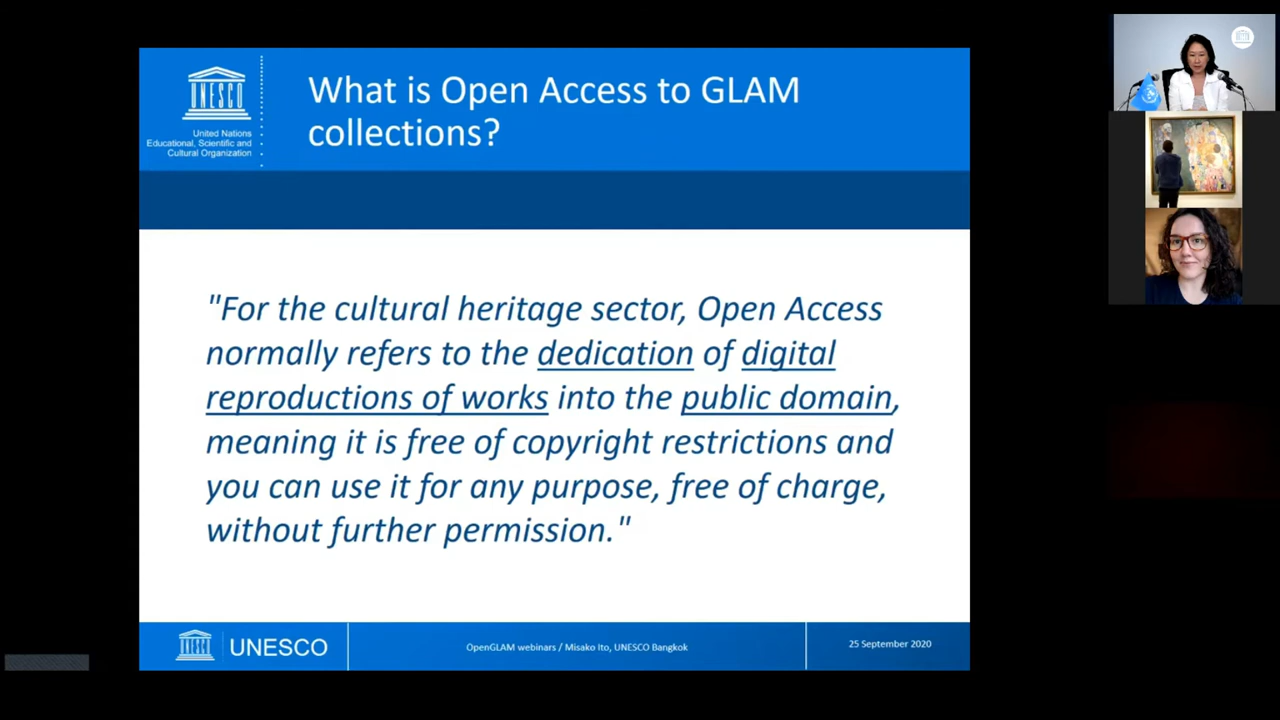 UNESCO
United Nations
Educational, Scientific and
Cultural Organization
What is Open Access to GLAM
collections?
"For the cultural heritage sector, Open Access
normally refers to the dedication of digital
reproductions of works into the public domain,
meaning it is free of copyright restrictions and
you can use it for any purpose, free of charge,
without further permission."
UNESCO
OpenGLAM webinars / Misako Ito, UNESCO Bangkok
25 September 2020